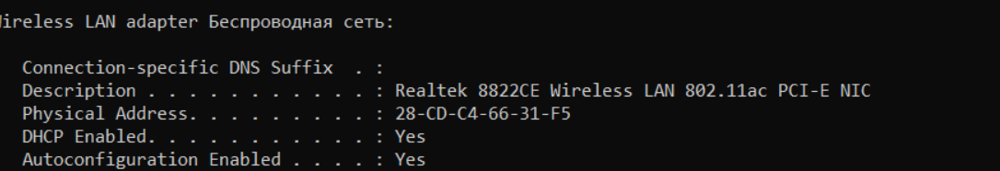 Wireless LAN adapter Беспроводная сеть:
Connection-specific DNS Suffix . :
Description . . . . . . . . . . . : Realtek 8822CE Wireless LAN 802.11ac PCI-E NIC
Physical Address. . . . . . . . . : 28-CD-C4-66-31-F5
DHCP Enabled. . . . . . . . . . . : Yes
Autoconfiguration Enabled . . . . : Yes